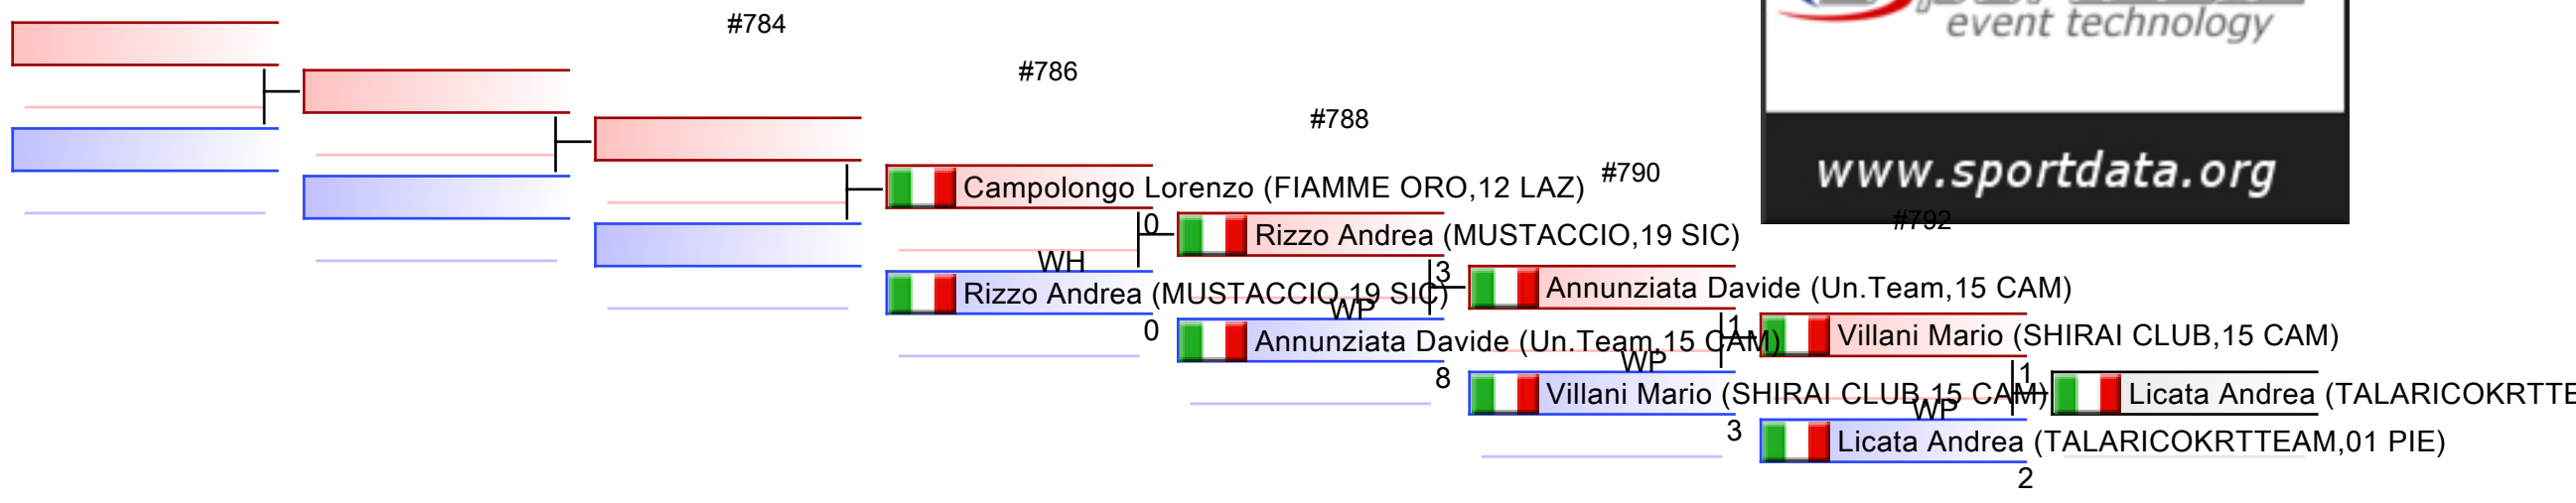 #784
event technology
#786
#788
www.sportdata.org
#790
Campolongo Lorenzo (FIAMME ORO,12 LAZ)
0
#792
Rizzo Andrea (MUSTACCIO,19 SIC)
WH
3
Rizzo Andrea (MUSTACCIO,19 SIC)
Annunziata Davide (Un.Team,15 CAM)
WP
0
1
Annunziata Davide (Un.Team,15 CAM)
Villani Mario (SHIRAI CLUB,15 CAM)
WP
8
1
Villani Mario (SHIRAI CLUB,15 CAM)
Licata Andrea (TALARICOKRTTE
WP
3
Licata Andrea (TALARICOKRTTEAM,01 PIE)
2